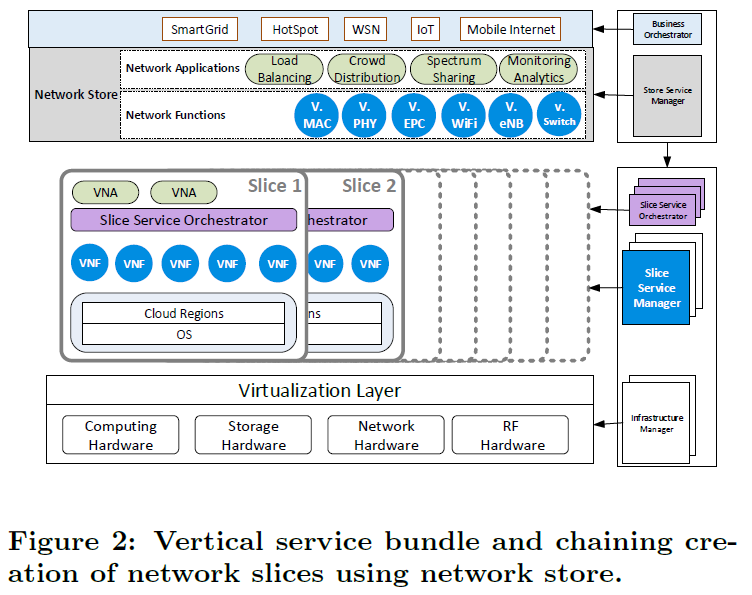 SmartGrid
HotSpot
WSN
IoT
Mobile Internet
Business
Orchestrator
Network Store
Network Applications
Load
Balancing
Crowd
Distribution
Spectrum
Sharing
Monitoring
Analytics
Network Functions
V.
MAC
V.
PHY
V.
EPC
V.
WiFi
V.
eNB
v.
Switch
Store Service
Manager
Slice 1
Slice 2
VNA
VNA
Slice Service Orchestrator
hestrator
VNF
VNF
VNF
VNF
VNF
VNF
VNF
Cloud Regions
ns
OS
Slice Service
Orchestrator
Slice
Service
Manager
Virtualization Layer
Computing
Hardware
Storage
Hardware
Network
Hardware
RF
Hardware
Infrastructure
Manager
Figure 2: Vertical service bundle and chaining cre-
ation of network slices using network store.